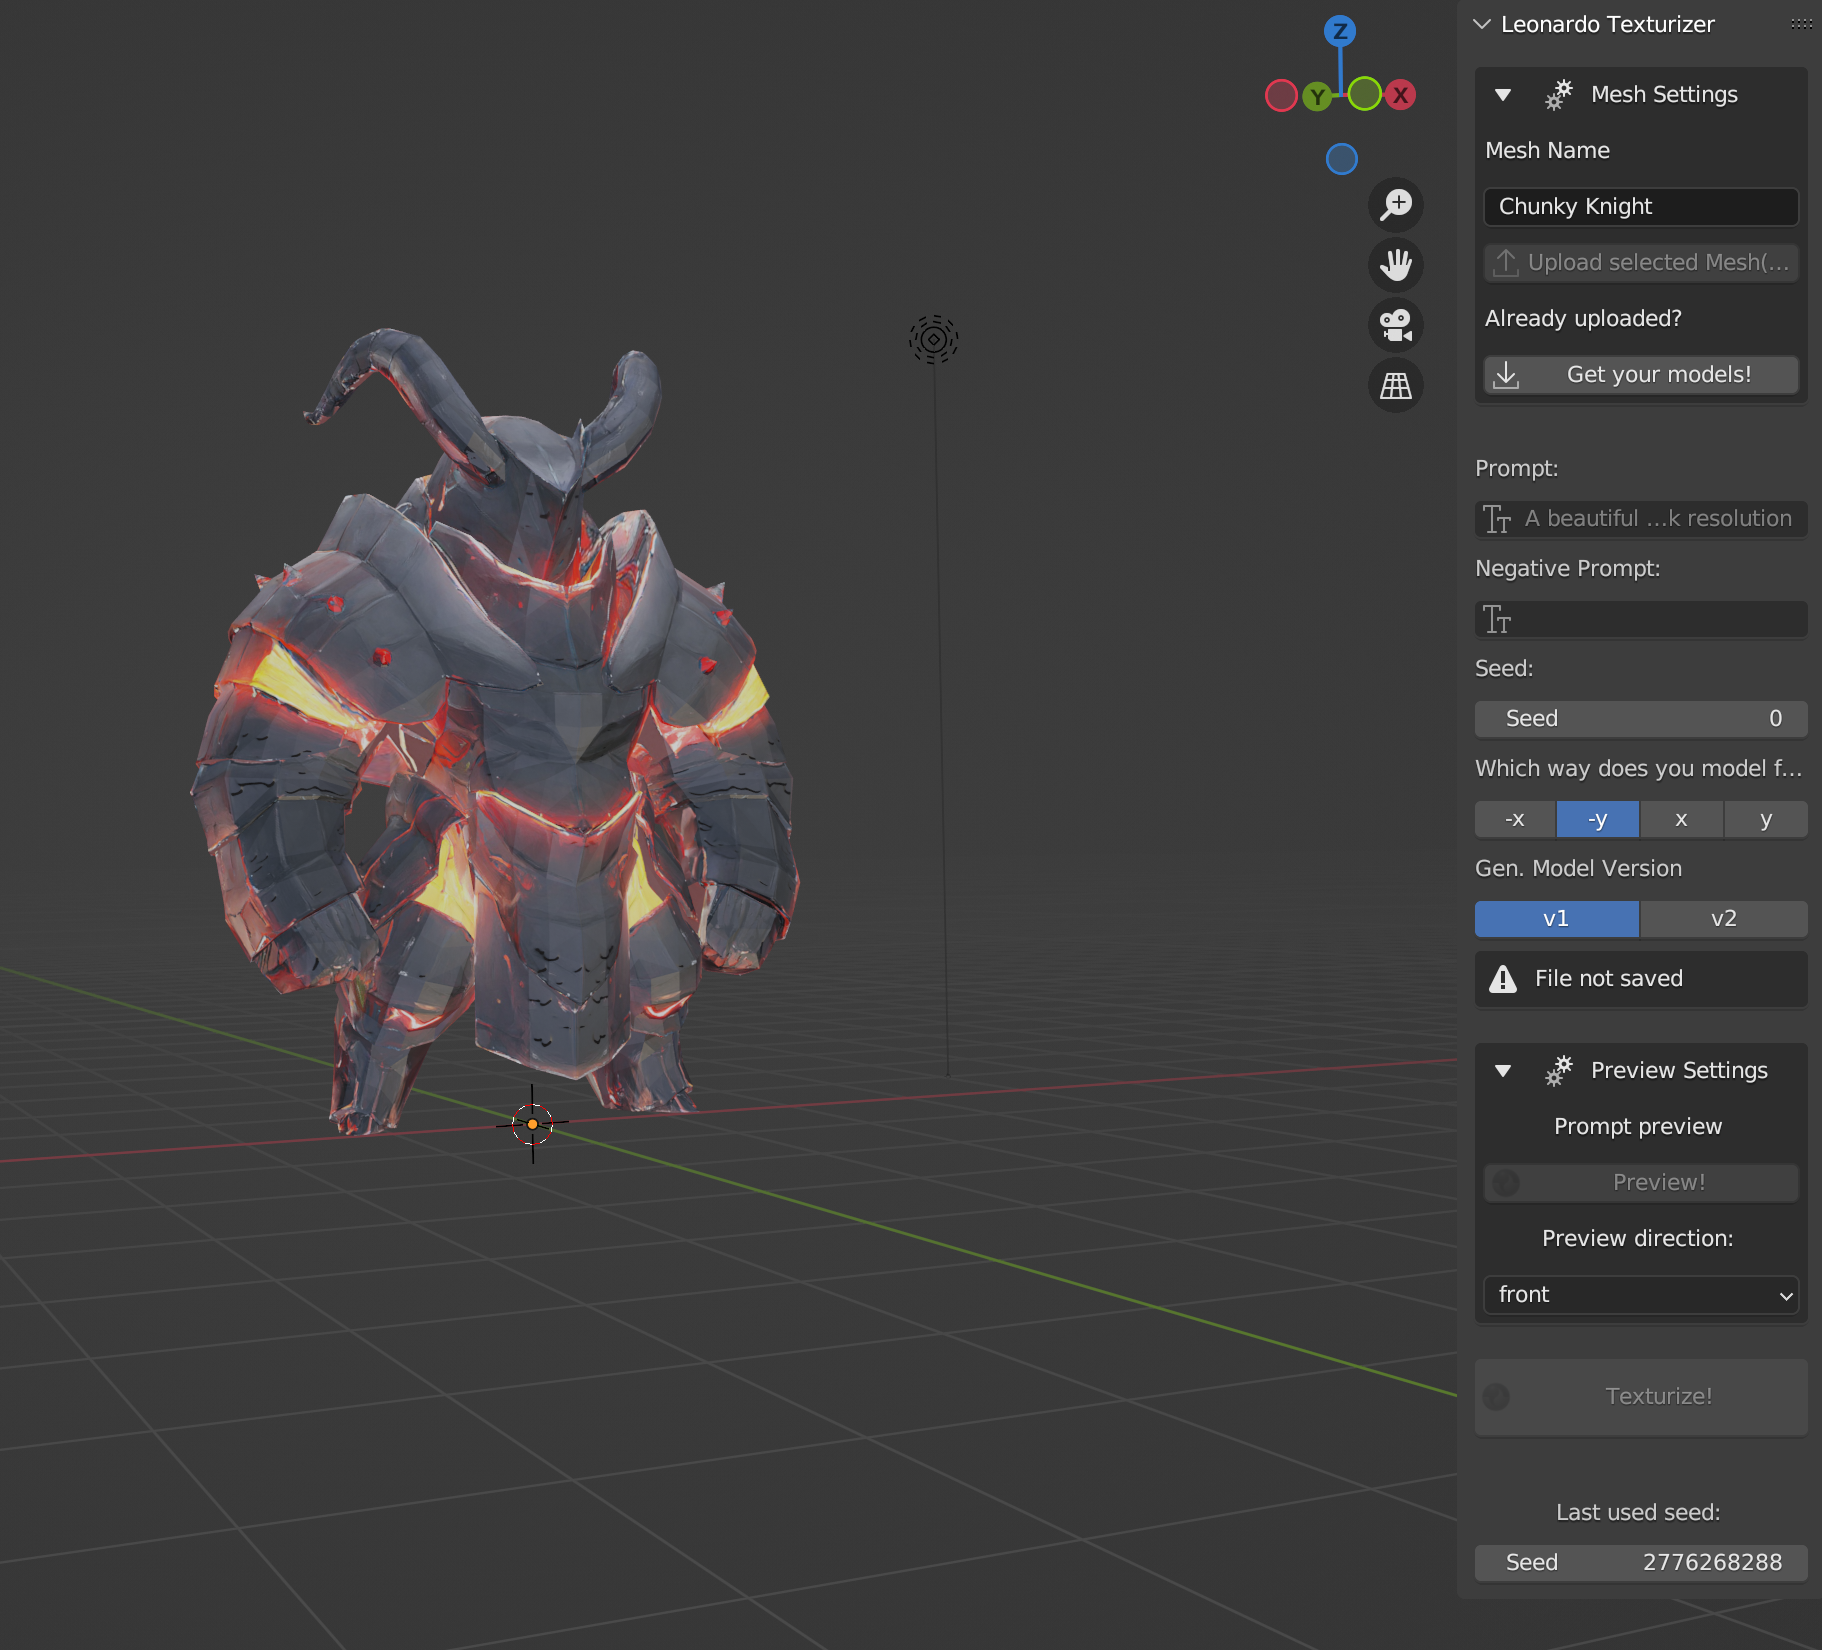 Z
Y
X
Leonardo Texturizer
Mesh Settings
Mesh Name
Chunky Knight
Upload selected Mesh(...
Already uploaded?
Get your models!
Prompt:
A beautiful ...k resolution
Negative Prompt:
Seed:
Seed 0
Which way does you model f...
-x -y x y
Gen. Model Version
v1 v2
File not saved
Preview Settings
Prompt preview
Preview!
Preview direction:
front
Texturize!
Last used seed:
Seed 2776268288